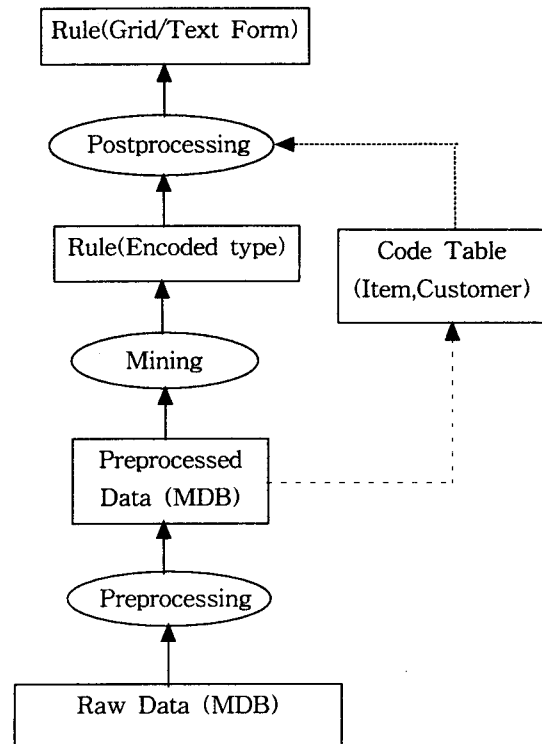 Rule(Grid/Text Form)
Postprocessing
Rule(Encoded type)
Code Table
(Item,Customer)
Mining
Preprocessed
Data (MDB)
Preprocessing
Raw Data (MDB)